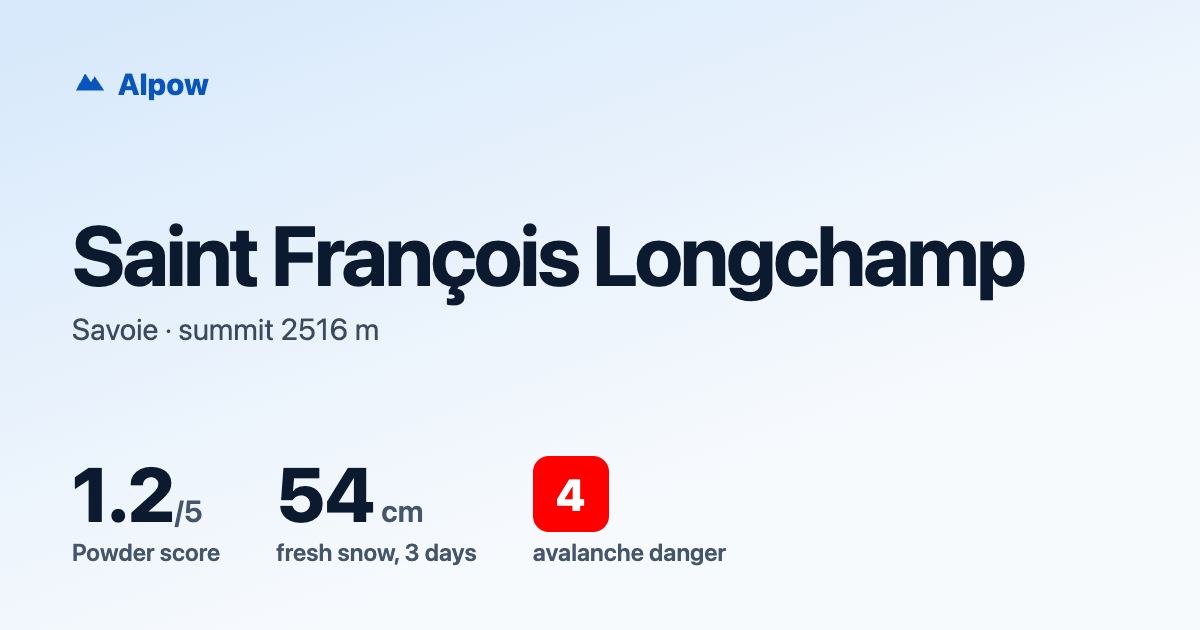 Alpow
Saint François Longchamp
Savoie · summit 2516 m
1.2/5
Powder score
54 cm
fresh snow, 3 days
4
avalanche danger